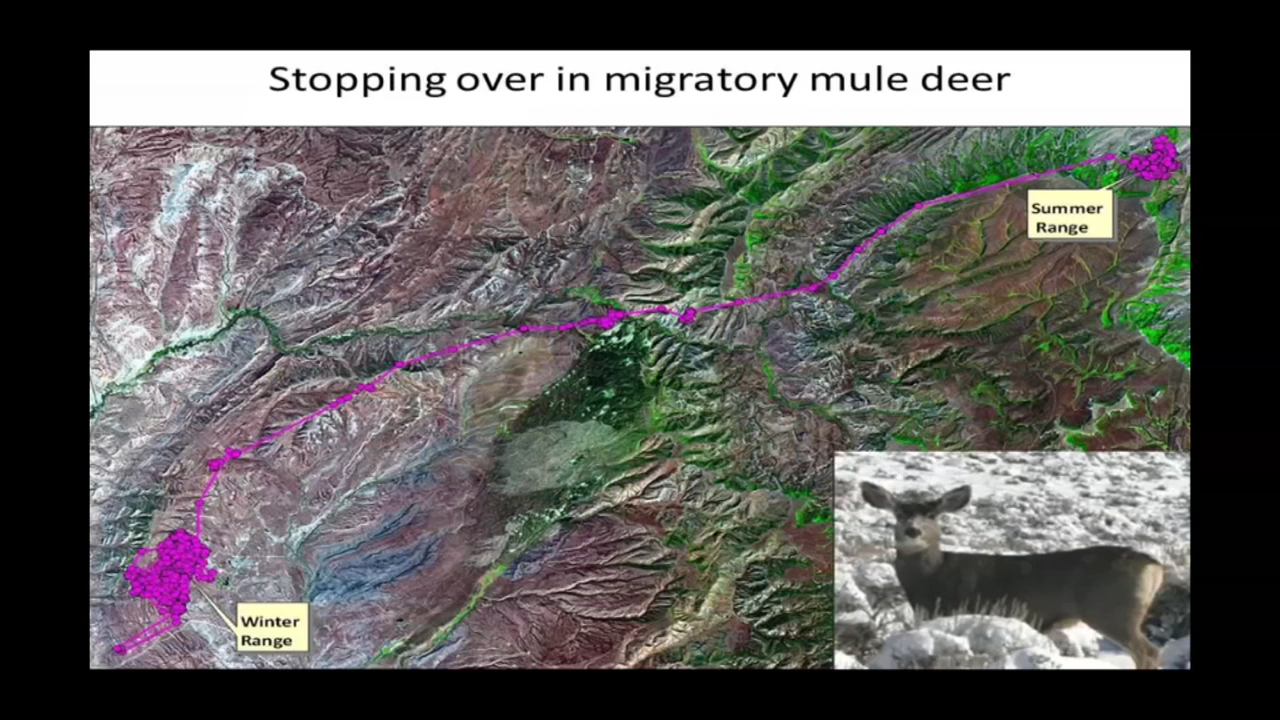 Stopping over in migratory mule deer
Summer
Range
Winter
Range